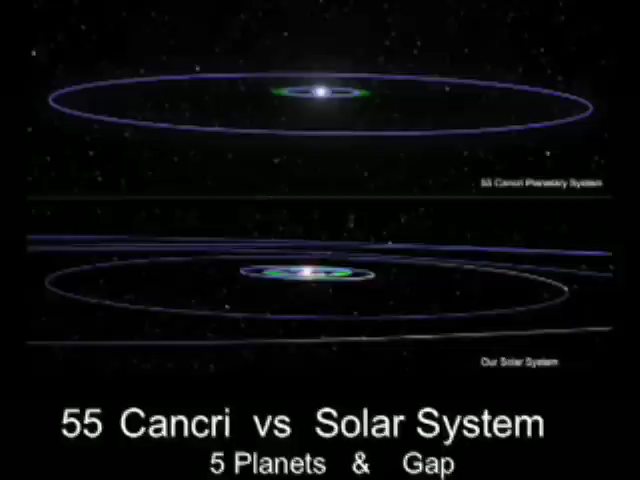 55 Cancri Planetary System
Our Solar System
55 Cancri vs Solar System
5 Planets & Gap